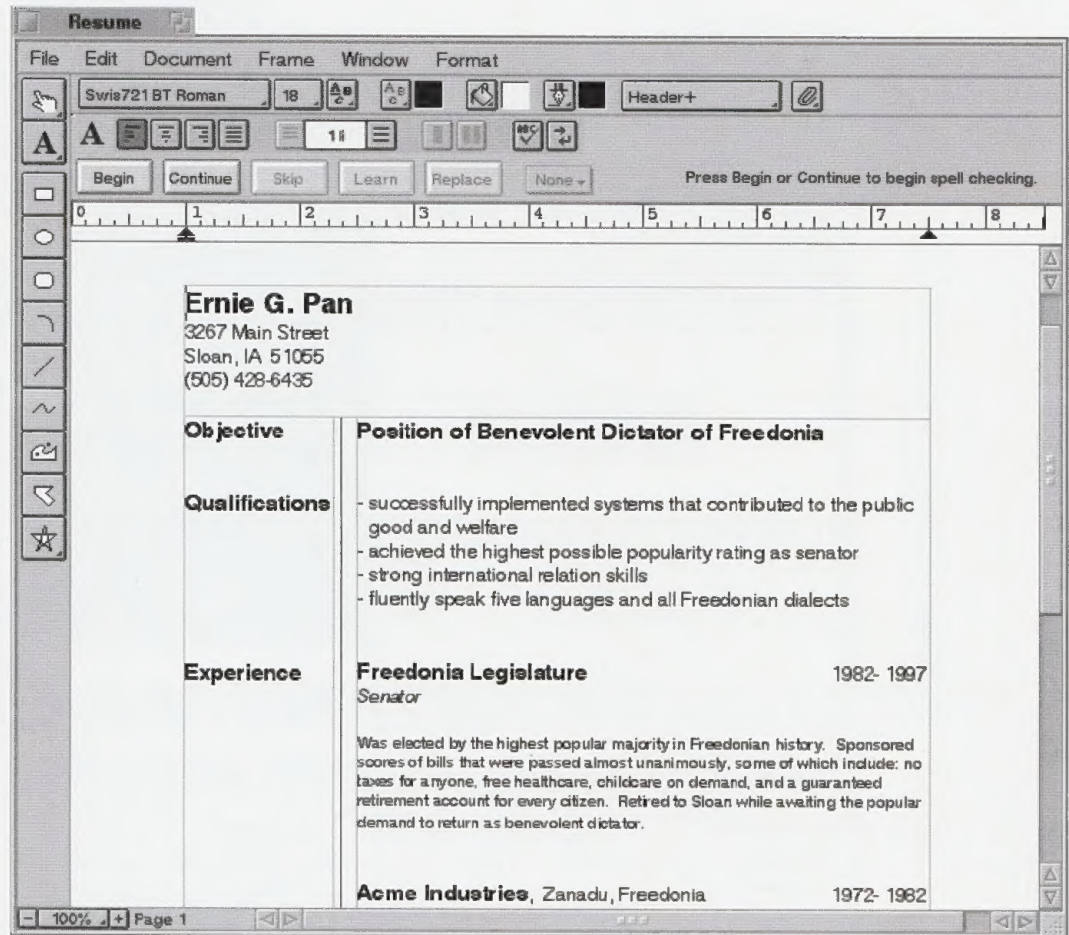 Resume
File Edit Document Frame Window Format
Swis721 BT Roman 18 A B C A B C Header+
A A 1 li ABC
Begin Continue Skip Learn Replace None Press Begin or Continue to begin spell checking.
0 1 2 3 4 5 6 7 8
Ernie G. Pan
3267 Main Street
Sloan, IA 51055
(505) 428-6435
Objective Position of Benevolent Dictator of Freedonia
Qualifications - successfully implemented systems that contributed to the public
good and welfare
- achieved the highest possible popularity rating as senator
- strong international relation skills
- fluently speak five languages and all Freedonian dialects
Experience Freedonia Legislature 1982- 1997
Senator
Was elected by the highest popular majority in Freedonian history. Sponsored
scores of bills that were passed almost unanimously, some of which include: no
taxes for anyone, free healthcare, childcare on demand, and a guaranteed
retirement account for every citizen. Retired to Sloan while awaiting the popular
demand to return as benevolent dictator.
Acme Industries, Zanadu, Freedonia 1972- 1982
100% Page 1